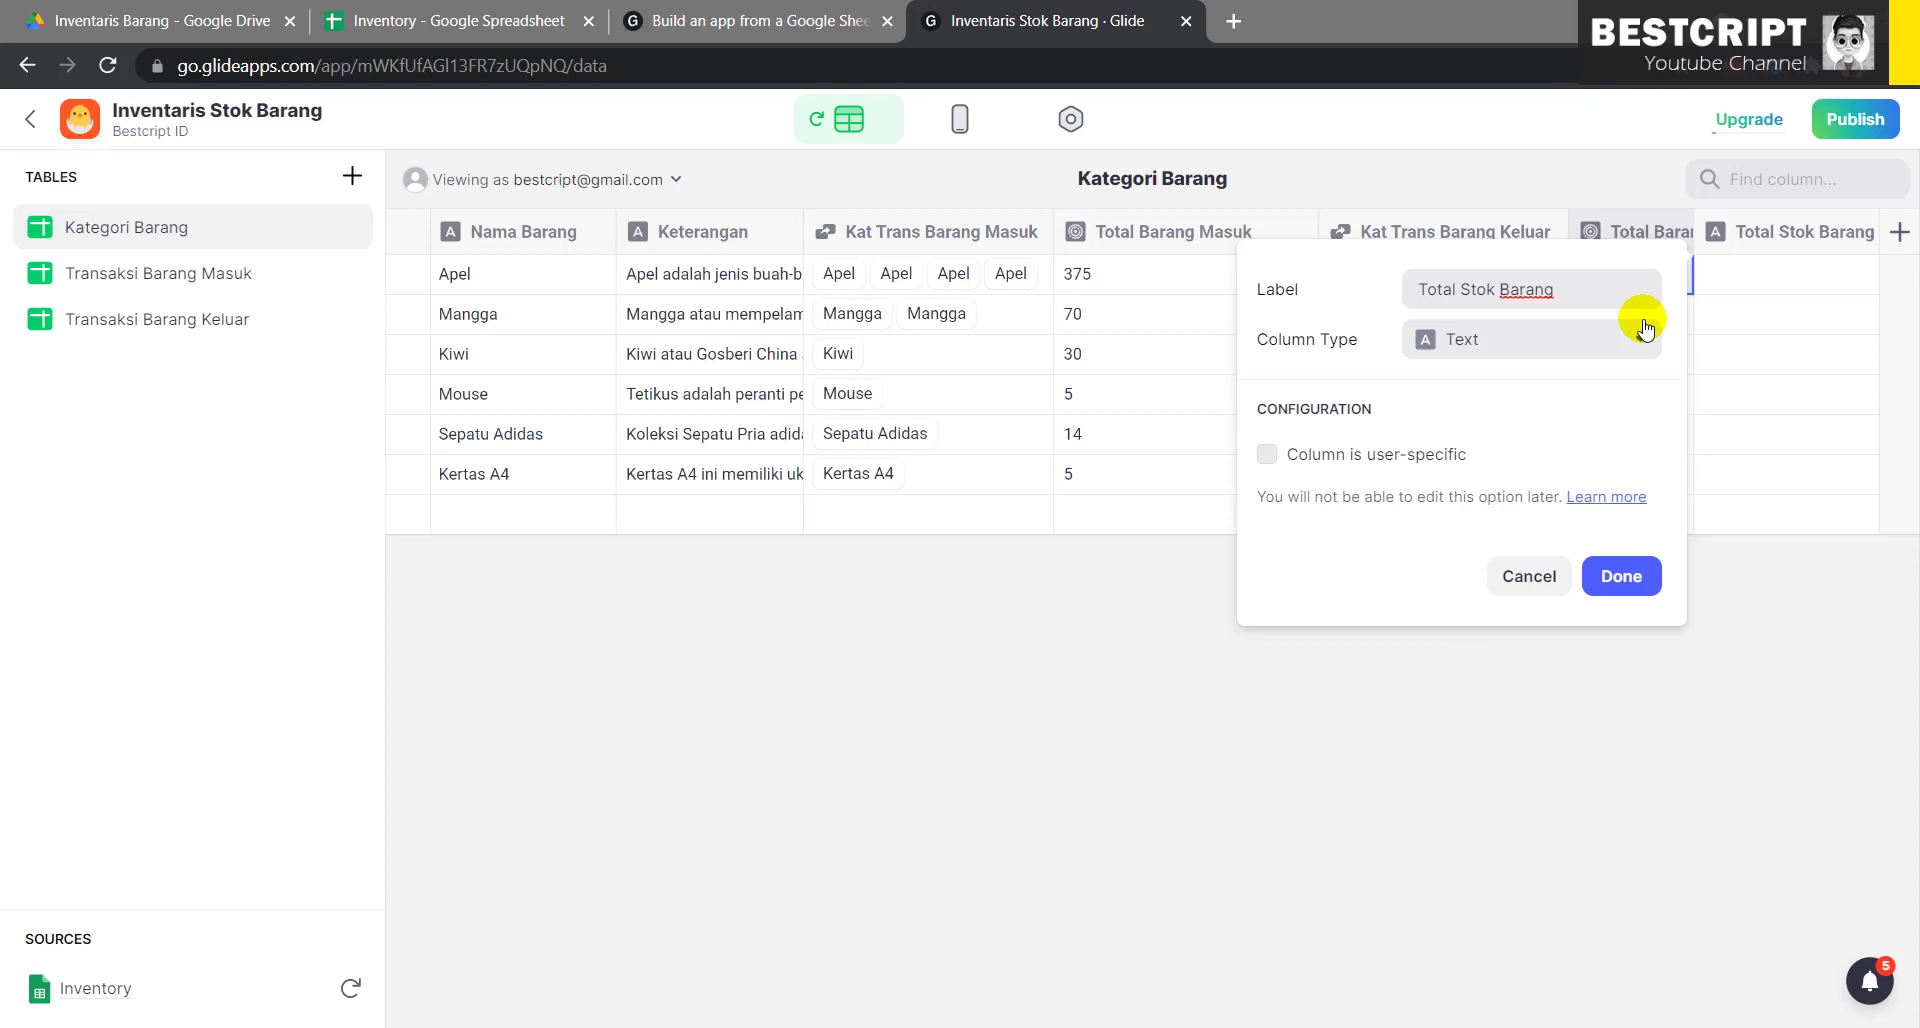 Inventaris Barang - Google Drive
Inventory - Google Spreadsheet
Build an app from a Google Shee
Inventaris Stok Barang · Glide
BESTCRIPT
Youtube Channel
go.glideapps.com/app/mWKfUfAGl13FR7zUQpNQ/data
Inventaris Stok Barang
Bestcript ID
Upgrade
Publish
TABLES
Kategori Barang
Transaksi Barang Masuk
Transaksi Barang Keluar
Viewing as bestcript@gmail.com
Kategori Barang
Find column...
A Nama Barang A Keterangan Kat Trans Barang Masuk Total Barang Masuk Kat Trans Barang Keluar Total Baran A Total Stok Barang
Apel Apel adalah jenis buah-b Apel Apel Apel Apel 375
Mangga Mangga atau mempelam Mangga Mangga 70
Kiwi Kiwi atau Gosberi China Kiwi 30
Mouse Tetikus adalah peranti pe Mouse 5
Sepatu Adidas Koleksi Sepatu Pria adida Sepatu Adidas 14
Kertas A4 Kertas A4 ini memiliki uk Kertas A4 5
Label Total Stok Barang
Column Type A Text
CONFIGURATION
Column is user-specific
You will not be able to edit this option later. Learn more
Cancel Done
SOURCES
Inventory
5